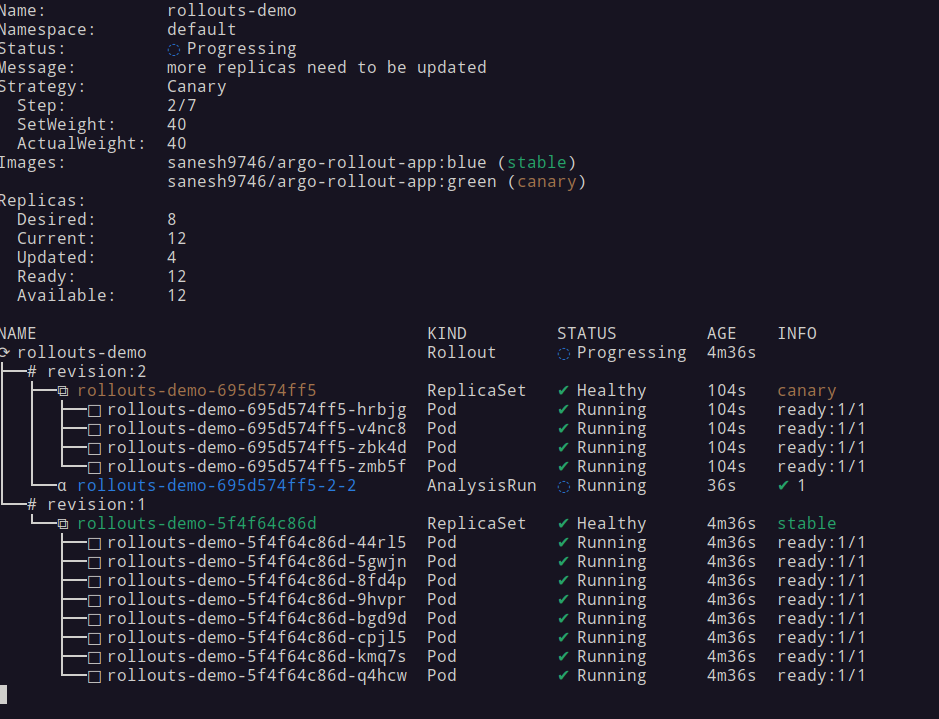 Name: rollouts-demo
Namespace: default
Status: ◌ Progressing
Message: more replicas need to be updated
Strategy: Canary
  Step: 2/7
  SetWeight: 40
  ActualWeight: 40
Images: sanesh9746/argo-rollout-app:blue (stable)
sanesh9746/argo-rollout-app:green (canary)
Replicas:
  Desired: 8
  Current: 12
  Updated: 4
  Ready: 12
  Available: 12
NAME KIND STATUS AGE INFO
⟳ rollouts-demo Rollout ◌ Progressing 4m36s
├──# revision:2
│  ├──⧉ rollouts-demo-695d574ff5 ReplicaSet ✔ Healthy 104s canary
│  │  ├──□ rollouts-demo-695d574ff5-hrbjg Pod ✔ Running 104s ready:1/1
│  │  ├──□ rollouts-demo-695d574ff5-v4nc8 Pod ✔ Running 104s ready:1/1
│  │  ├──□ rollouts-demo-695d574ff5-zbk4d Pod ✔ Running 104s ready:1/1
│  │  └──□ rollouts-demo-695d574ff5-zmb5f Pod ✔ Running 104s ready:1/1
│  └──α rollouts-demo-695d574ff5-2-2 AnalysisRun ◌ Running 36s ✔ 1
└──# revision:1
   └──⧉ rollouts-demo-5f4f64c86d ReplicaSet ✔ Healthy 4m36s stable
      ├──□ rollouts-demo-5f4f64c86d-44rl5 Pod ✔ Running 4m36s ready:1/1
      ├──□ rollouts-demo-5f4f64c86d-5gwjn Pod ✔ Running 4m36s ready:1/1
      ├──□ rollouts-demo-5f4f64c86d-8fd4p Pod ✔ Running 4m36s ready:1/1
      ├──□ rollouts-demo-5f4f64c86d-9hvpr Pod ✔ Running 4m36s ready:1/1
      ├──□ rollouts-demo-5f4f64c86d-bgd9d Pod ✔ Running 4m36s ready:1/1
      ├──□ rollouts-demo-5f4f64c86d-cpjl5 Pod ✔ Running 4m36s ready:1/1
      ├──□ rollouts-demo-5f4f64c86d-kmq7s Pod ✔ Running 4m36s ready:1/1
      └──□ rollouts-demo-5f4f64c86d-q4hcw Pod ✔ Running 4m36s ready:1/1